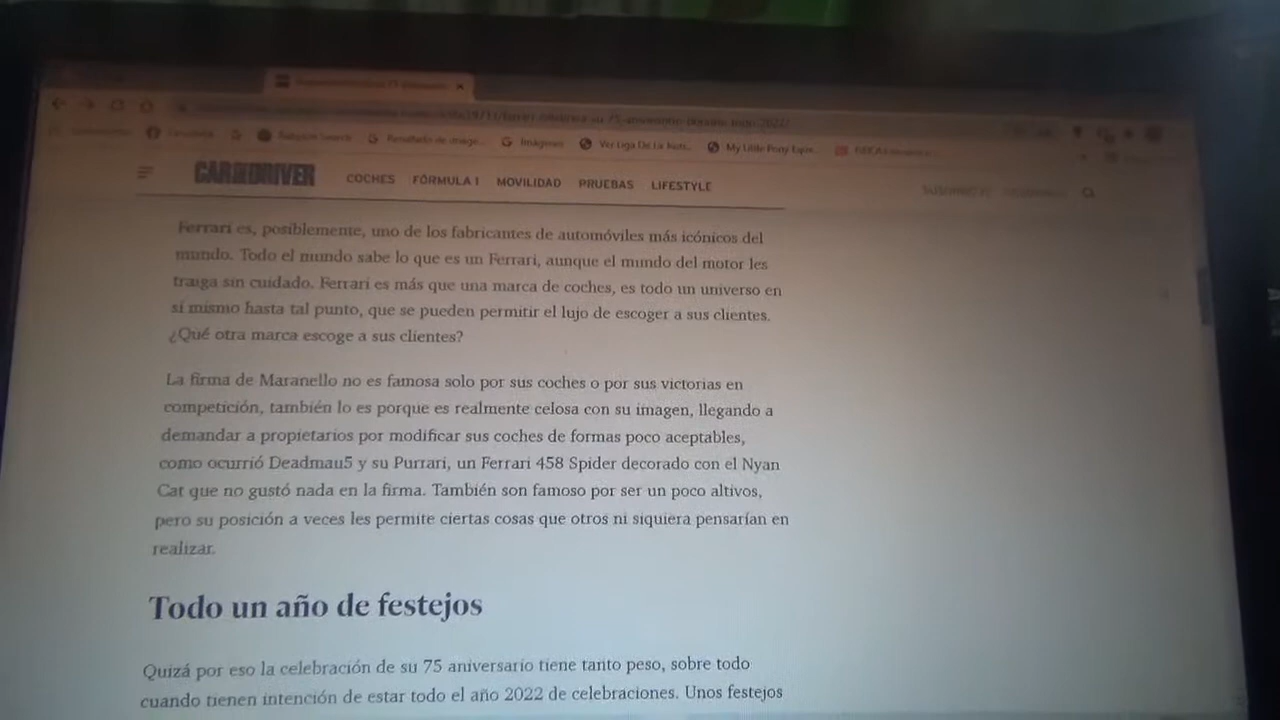 CAR AND DRIVER
COCHES FÓRMULA 1 MOVILIDAD PRUEBAS LIFESTYLE
Ferrari es, posiblemente, uno de los fabricantes de automóviles más icónicos del
mundo. Todo el mundo sabe lo que es un Ferrari, aunque el mundo del motor les
traiga sin cuidado. Ferrari es más que una marca de coches, es todo un universo en
sí mismo hasta tal punto, que se pueden permitir el lujo de escoger a sus clientes.
¿Qué otra marca escoge a sus clientes?
La firma de Maranello no es famosa solo por sus coches o por sus victorias en
competición, también lo es porque es realmente celosa con su imagen, llegando a
demandar a propietarios por modificar sus coches de formas poco aceptables,
como ocurrió Deadmau5 y su Purrari, un Ferrari 458 Spider decorado con el Nyan
Cat que no gustó nada en la firma. También son famoso por ser un poco altivos,
pero su posición a veces les permite ciertas cosas que otros ni siquiera pensarían en
realizar.
Todo un año de festejos
Quizá por eso la celebración de su 75 aniversario tiene tanto peso, sobre todo
cuando tienen intención de estar todo el año 2022 de celebraciones. Unos festejos